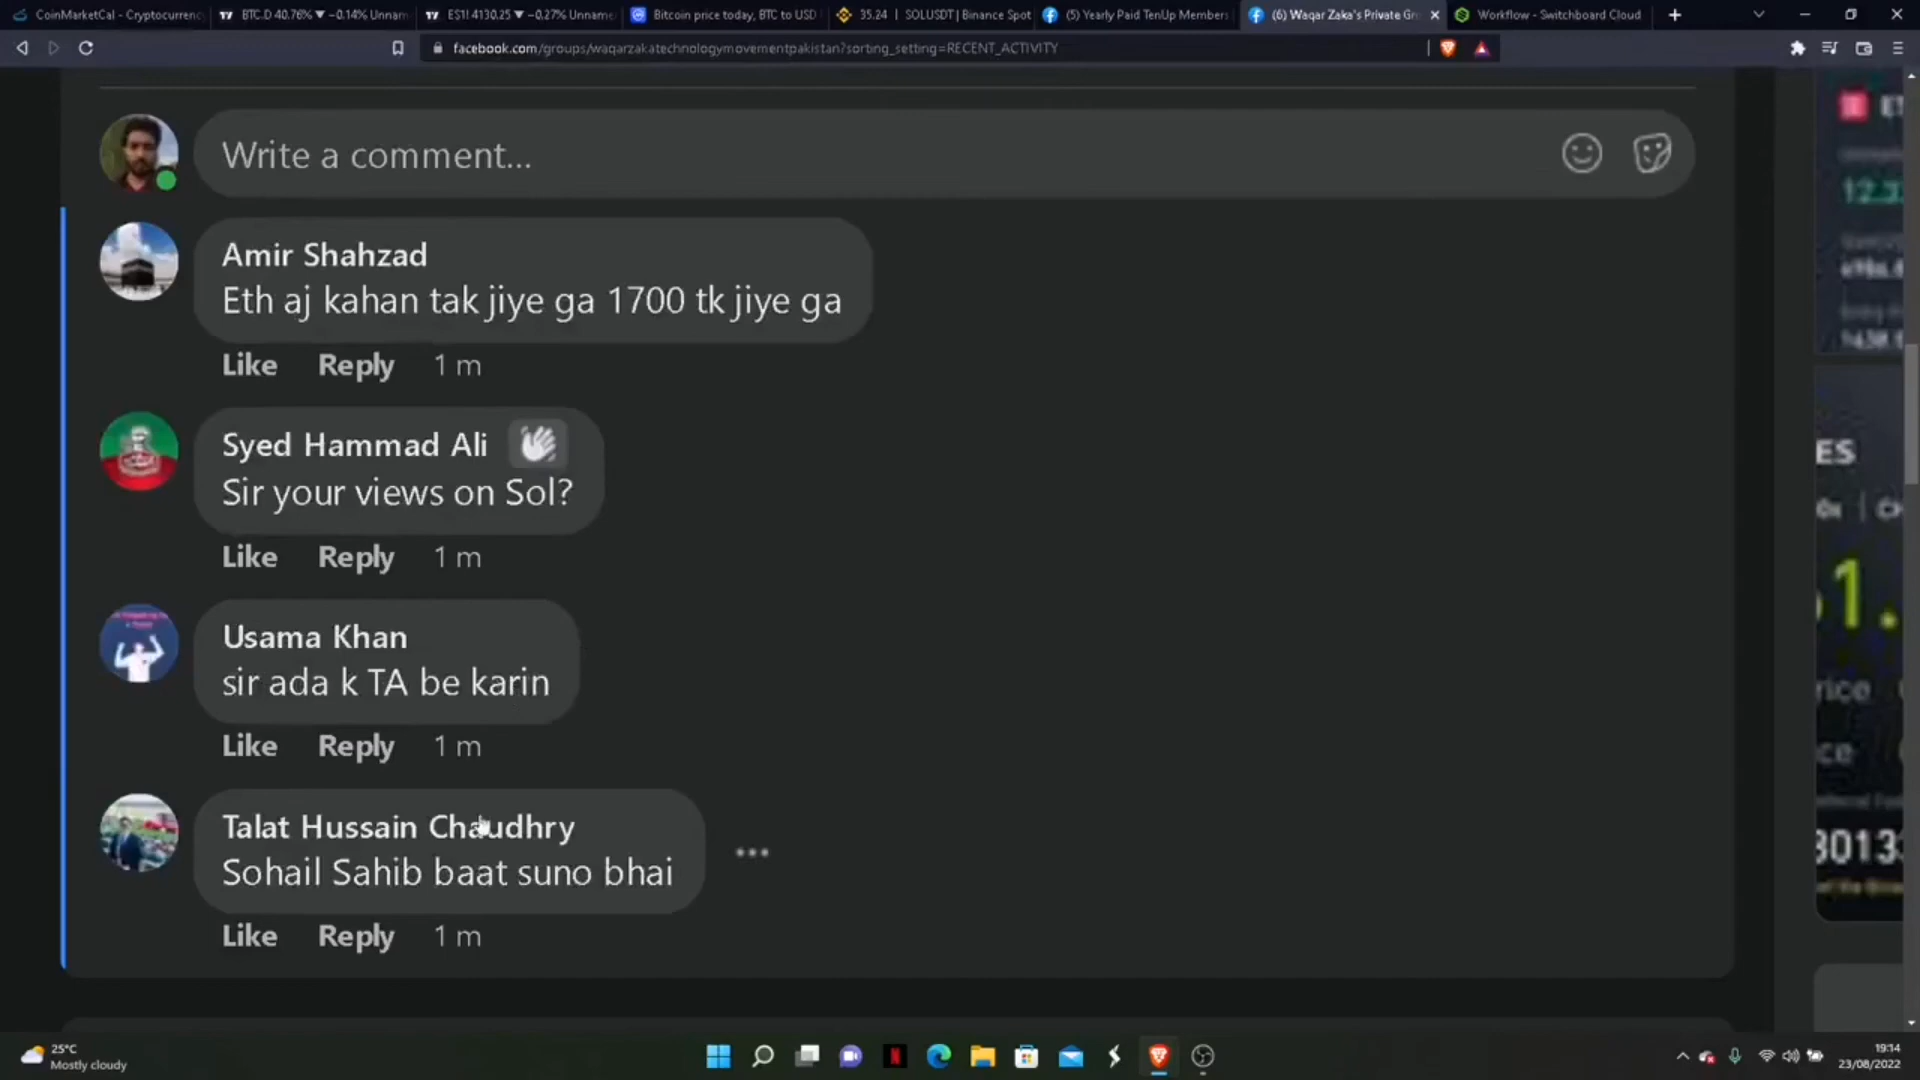 CoinMarketCal - Cryptocurrenc
BTC.D 40.76% ▼ −0.14% Unnam
ES1! 4130.25 ▼ −0.27% Unname
Bitcoin price today, BTC to USD
35.24 | SOLUSDT | Binance Spot
(5) Yearly Paid TenUp Members
(6) Waqar Zaka's Private Gr
Workflow - Switchboard Cloud
facebook.com/groups/waqarzakatechnologymovementpakistan?sorting_setting=RECENT_ACTIVITY
Write a comment...
Amir Shahzad
Eth aj kahan tak jiye ga 1700 tk jiye ga
Like Reply 1 m
Syed Hammad Ali
Sir your views on Sol?
Like Reply 1 m
Usama Khan
sir ada k TA be karin
Like Reply 1 m
Talat Hussain Chaudhry
Sohail Sahib baat suno bhai
Like Reply 1 m
ES
1.
3013
25°C
Mostly cloudy
19:14
23/08/2022